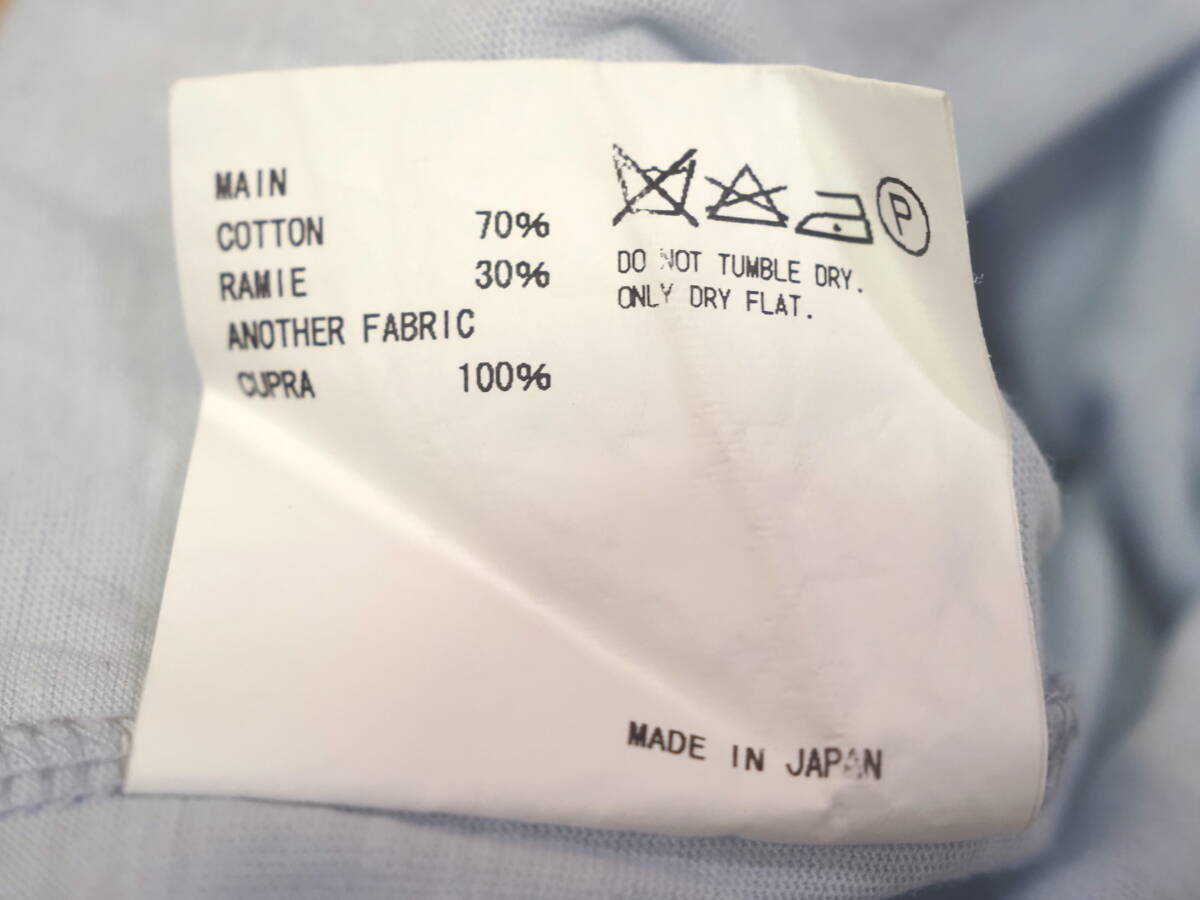 MAIN
COTTON 70%
RAMIE 30%
ANOTHER FABRIC
CUPRA 100%
P
DO NOT TUMBLE DRY.
ONLY DRY FLAT.
MADE IN JAPAN